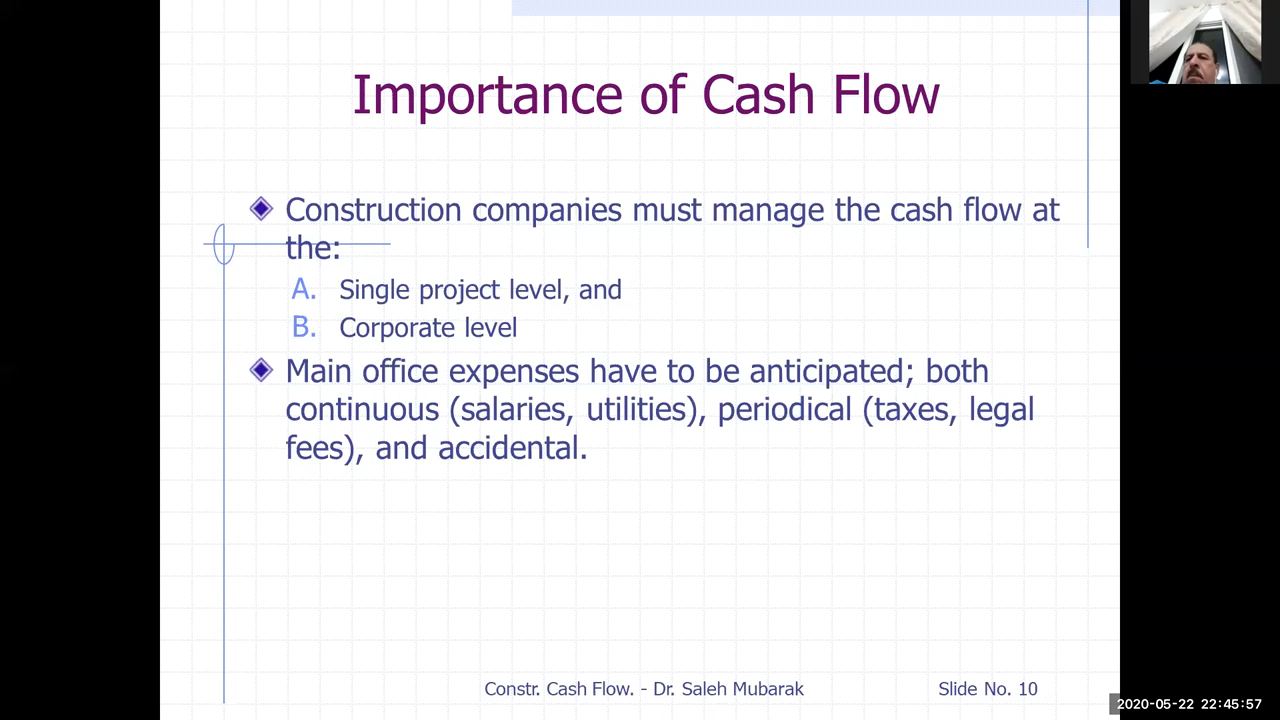 Importance of Cash Flow
Construction companies must manage the cash flow at
the:
A. Single project level, and
B. Corporate level
Main office expenses have to be anticipated; both
continuous (salaries, utilities), periodical (taxes, legal
fees), and accidental.
Constr. Cash Flow. - Dr. Saleh Mubarak
Slide No. 10
2020-05-22 22:45:57